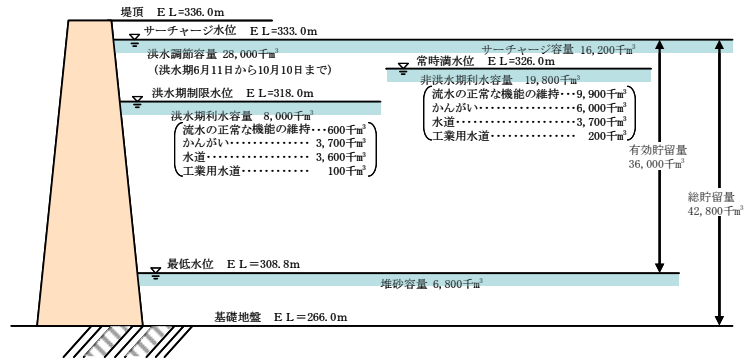 堤頂 ＥＬ=336.0m
サーチャージ水位 ＥＬ=333.0m
洪水調節容量 28,000千m³
（洪水期6月11日から10月10日まで）
サーチャージ容量 16,200千m³
常時満水位 ＥＬ=326.0m
非洪水期利水容量 19,800千m³
流水の正常な機能の維持･･･9,900千m³
かんがい･････････････6,000千m³
水道････････････････3,700千m³
工業用水道･･･････････ 200千m³
洪水期制限水位 ＥＬ=318.0m
洪水期利水容量 8,000千m³
流水の正常な機能の維持･･･600千m³
かんがい････････････ 3,700千m³
水道･･･････････････ 3,600千m³
工業用水道･･････････ 100千m³
有効貯留量
36,000千m³
総貯留量
42,800千m³
最低水位 ＥＬ＝308.8m
堆砂容量 6,800千m³
基礎地盤 ＥＬ＝266.0m